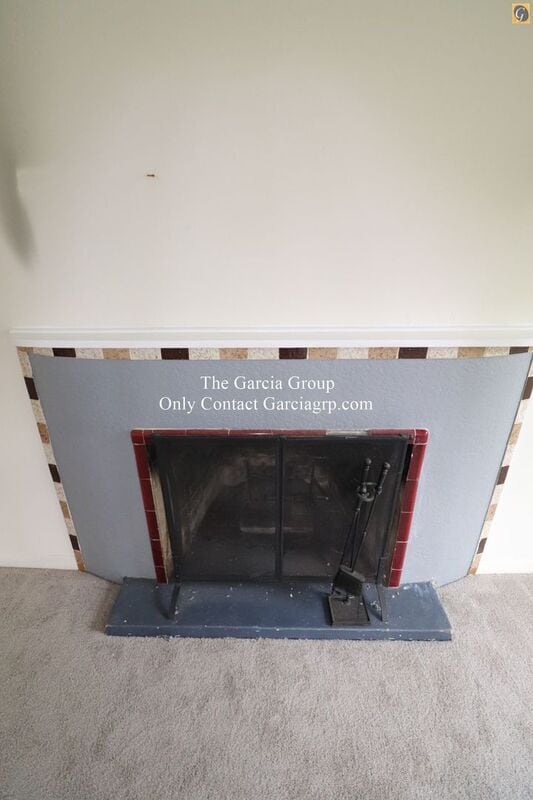 G
The Garcia Group
Only Contact Garciagrp.com